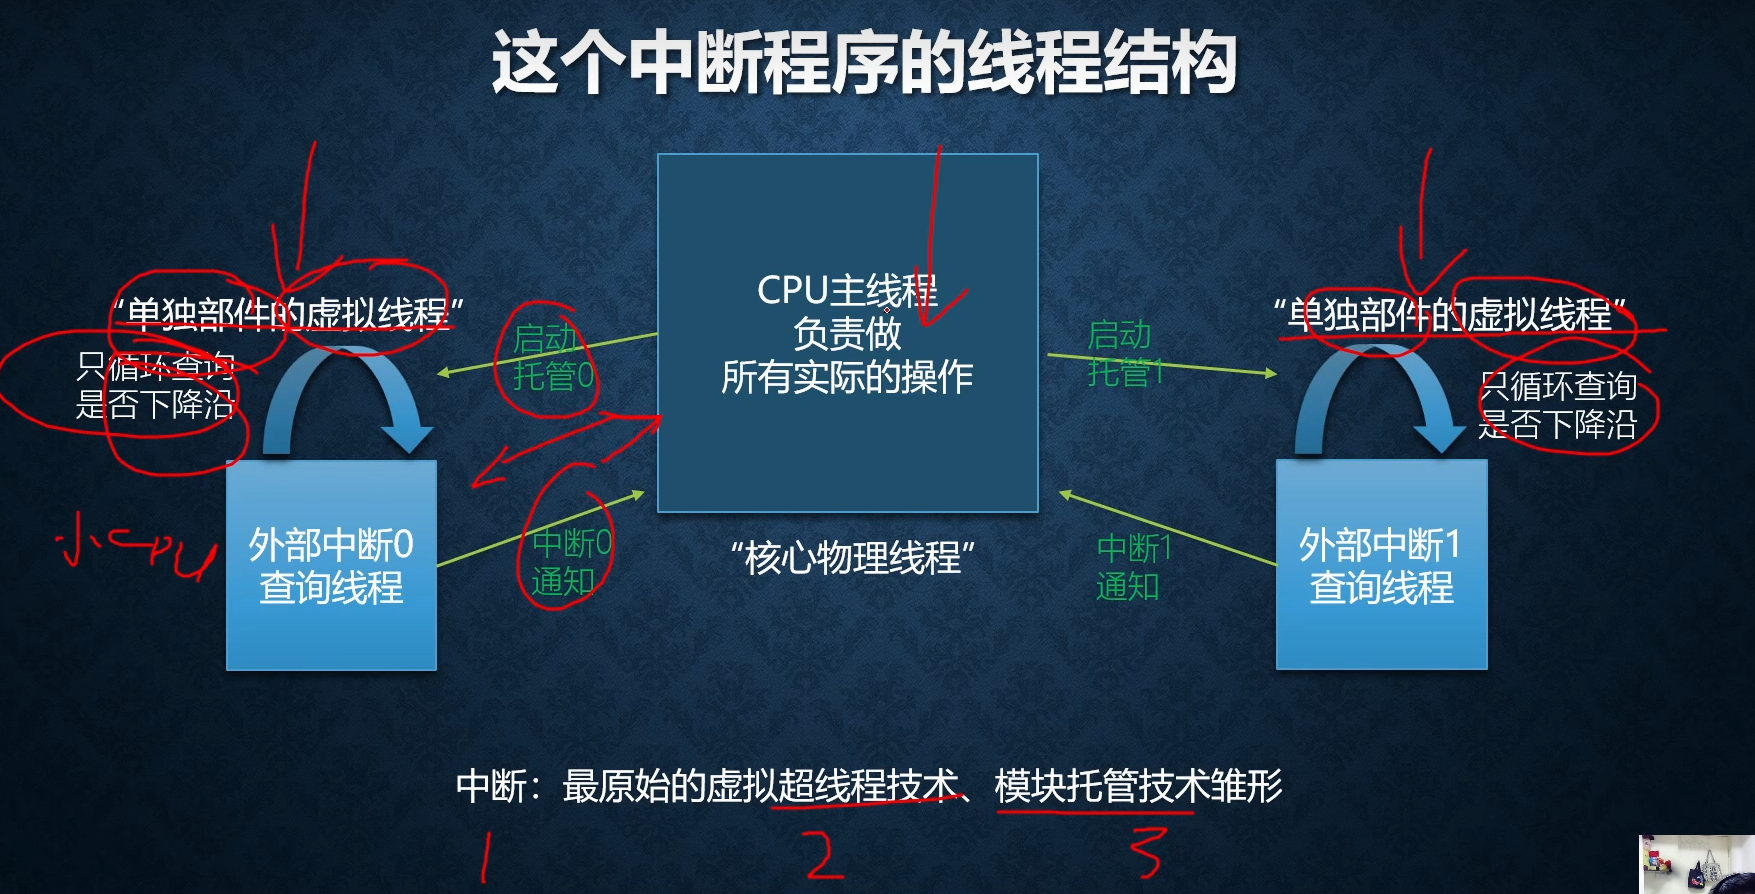 这个中断程序的线程结构
“单独部件的虚拟线程”
只循环查询
是否下降沿
启动
托管0
CPU主线程
负责做
所有实际的操作
启动
托管1
“单独部件的虚拟线程”
只循环查询
是否下降沿
小CPU
外部中断0
查询线程
中断0
通知
“核心物理线程”
中断1
通知
外部中断1
查询线程
中断：最原始的虚拟超线程技术、模块托管技术雏形
1 2 3